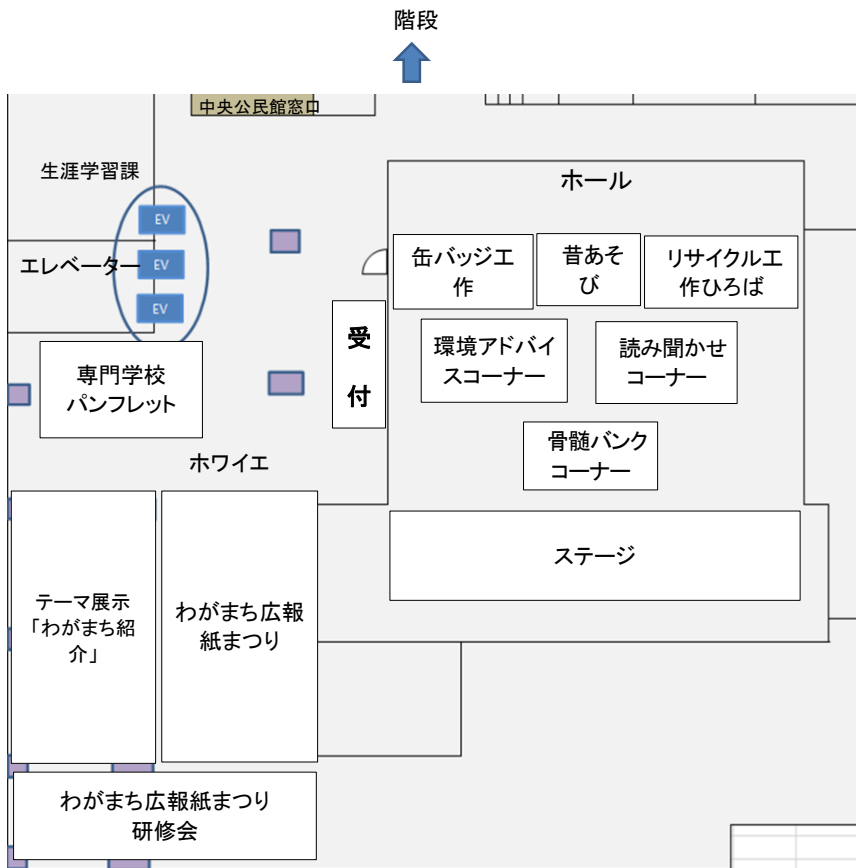 階段
中央公民館窓口
生涯学習課
EV
エレベーター
EV
EV
専門学校
パンフレット
ホワイエ
受
付
ホール
缶バッジ工
作
昔あそ
び
リサイクル工
作ひろば
環境アドバイ
スコーナー
読み聞かせ
コーナー
骨髄バンク
コーナー
ステージ
テーマ展示
「わがまち紹
介」
わがまち広報
紙まつり
わがまち広報紙まつり
研修会